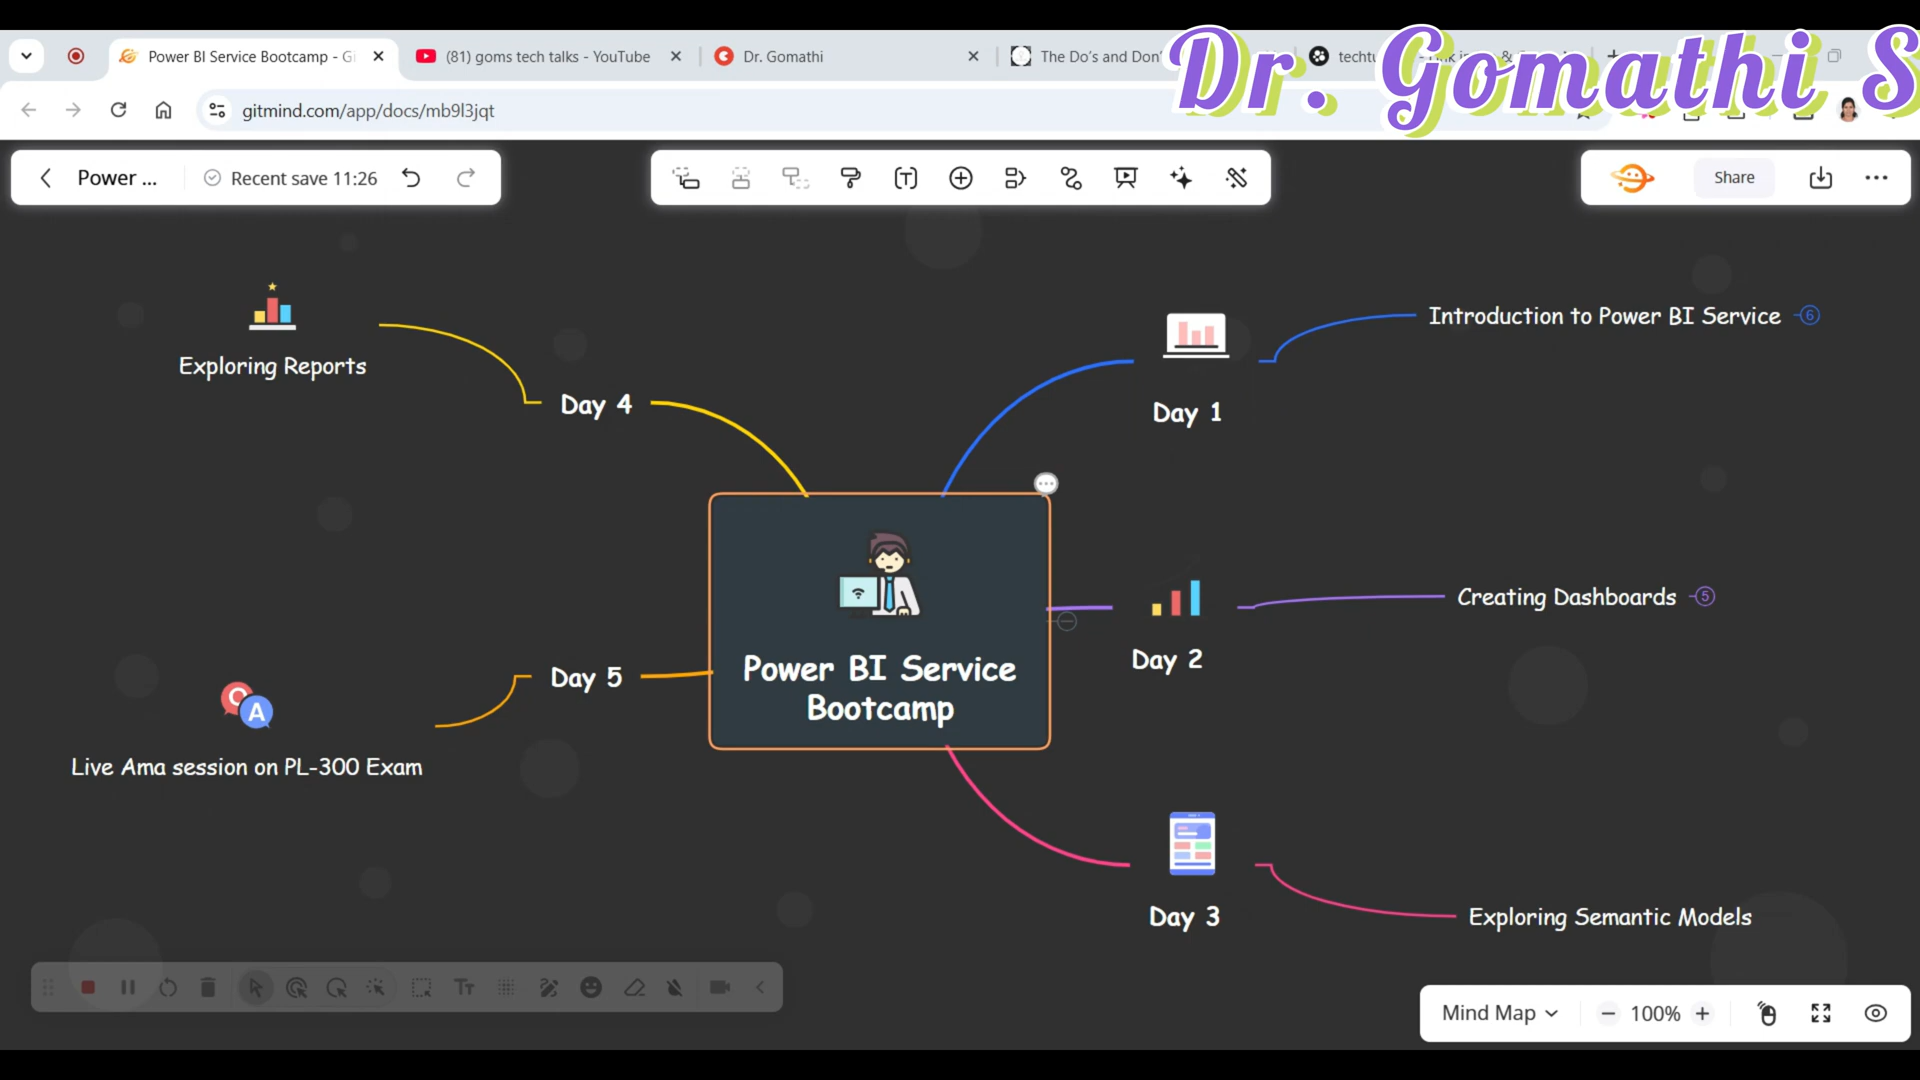 Power BI Service Bootcamp - Gi
(81) goms tech talks - YouTube
Dr. Gomathi
The Do's and Don'
techtu
Dr. Gomathi S
gitmind.com/app/docs/mb9l3jqt
Power ...
Recent save 11:26
Share
Exploring Reports
Day 4
Day 1
Introduction to Power BI Service
6
Power BI Service
Bootcamp
Day 2
Creating Dashboards
5
Day 5
Q
A
Live Ama session on PL-300 Exam
Day 3
Exploring Semantic Models
Tт
Mind Map
100%